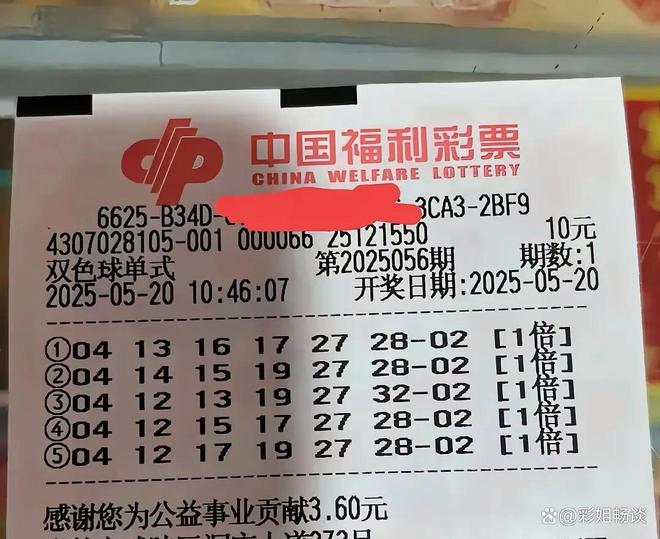 中国福利彩票
CHINA WELFARE LOTTERY
6625-B34D- 3CA3-2BF9
4307028105-001 000066 25121550 10元
双色球单式 第2025056期 期数:1
2025-05-20 10:46:07 开奖日期:2025-05-20
①04 13 16 17 27 28-02 [1倍]
②04 14 15 19 27 28-02 [1倍]
③04 12 13 19 27 32-02 [1倍]
④04 12 15 17 27 28-02 [1倍]
⑤04 12 17 19 27 28-02 [1倍]
感谢您为公益事业贡献3.60元
百度@彩姐畅谈